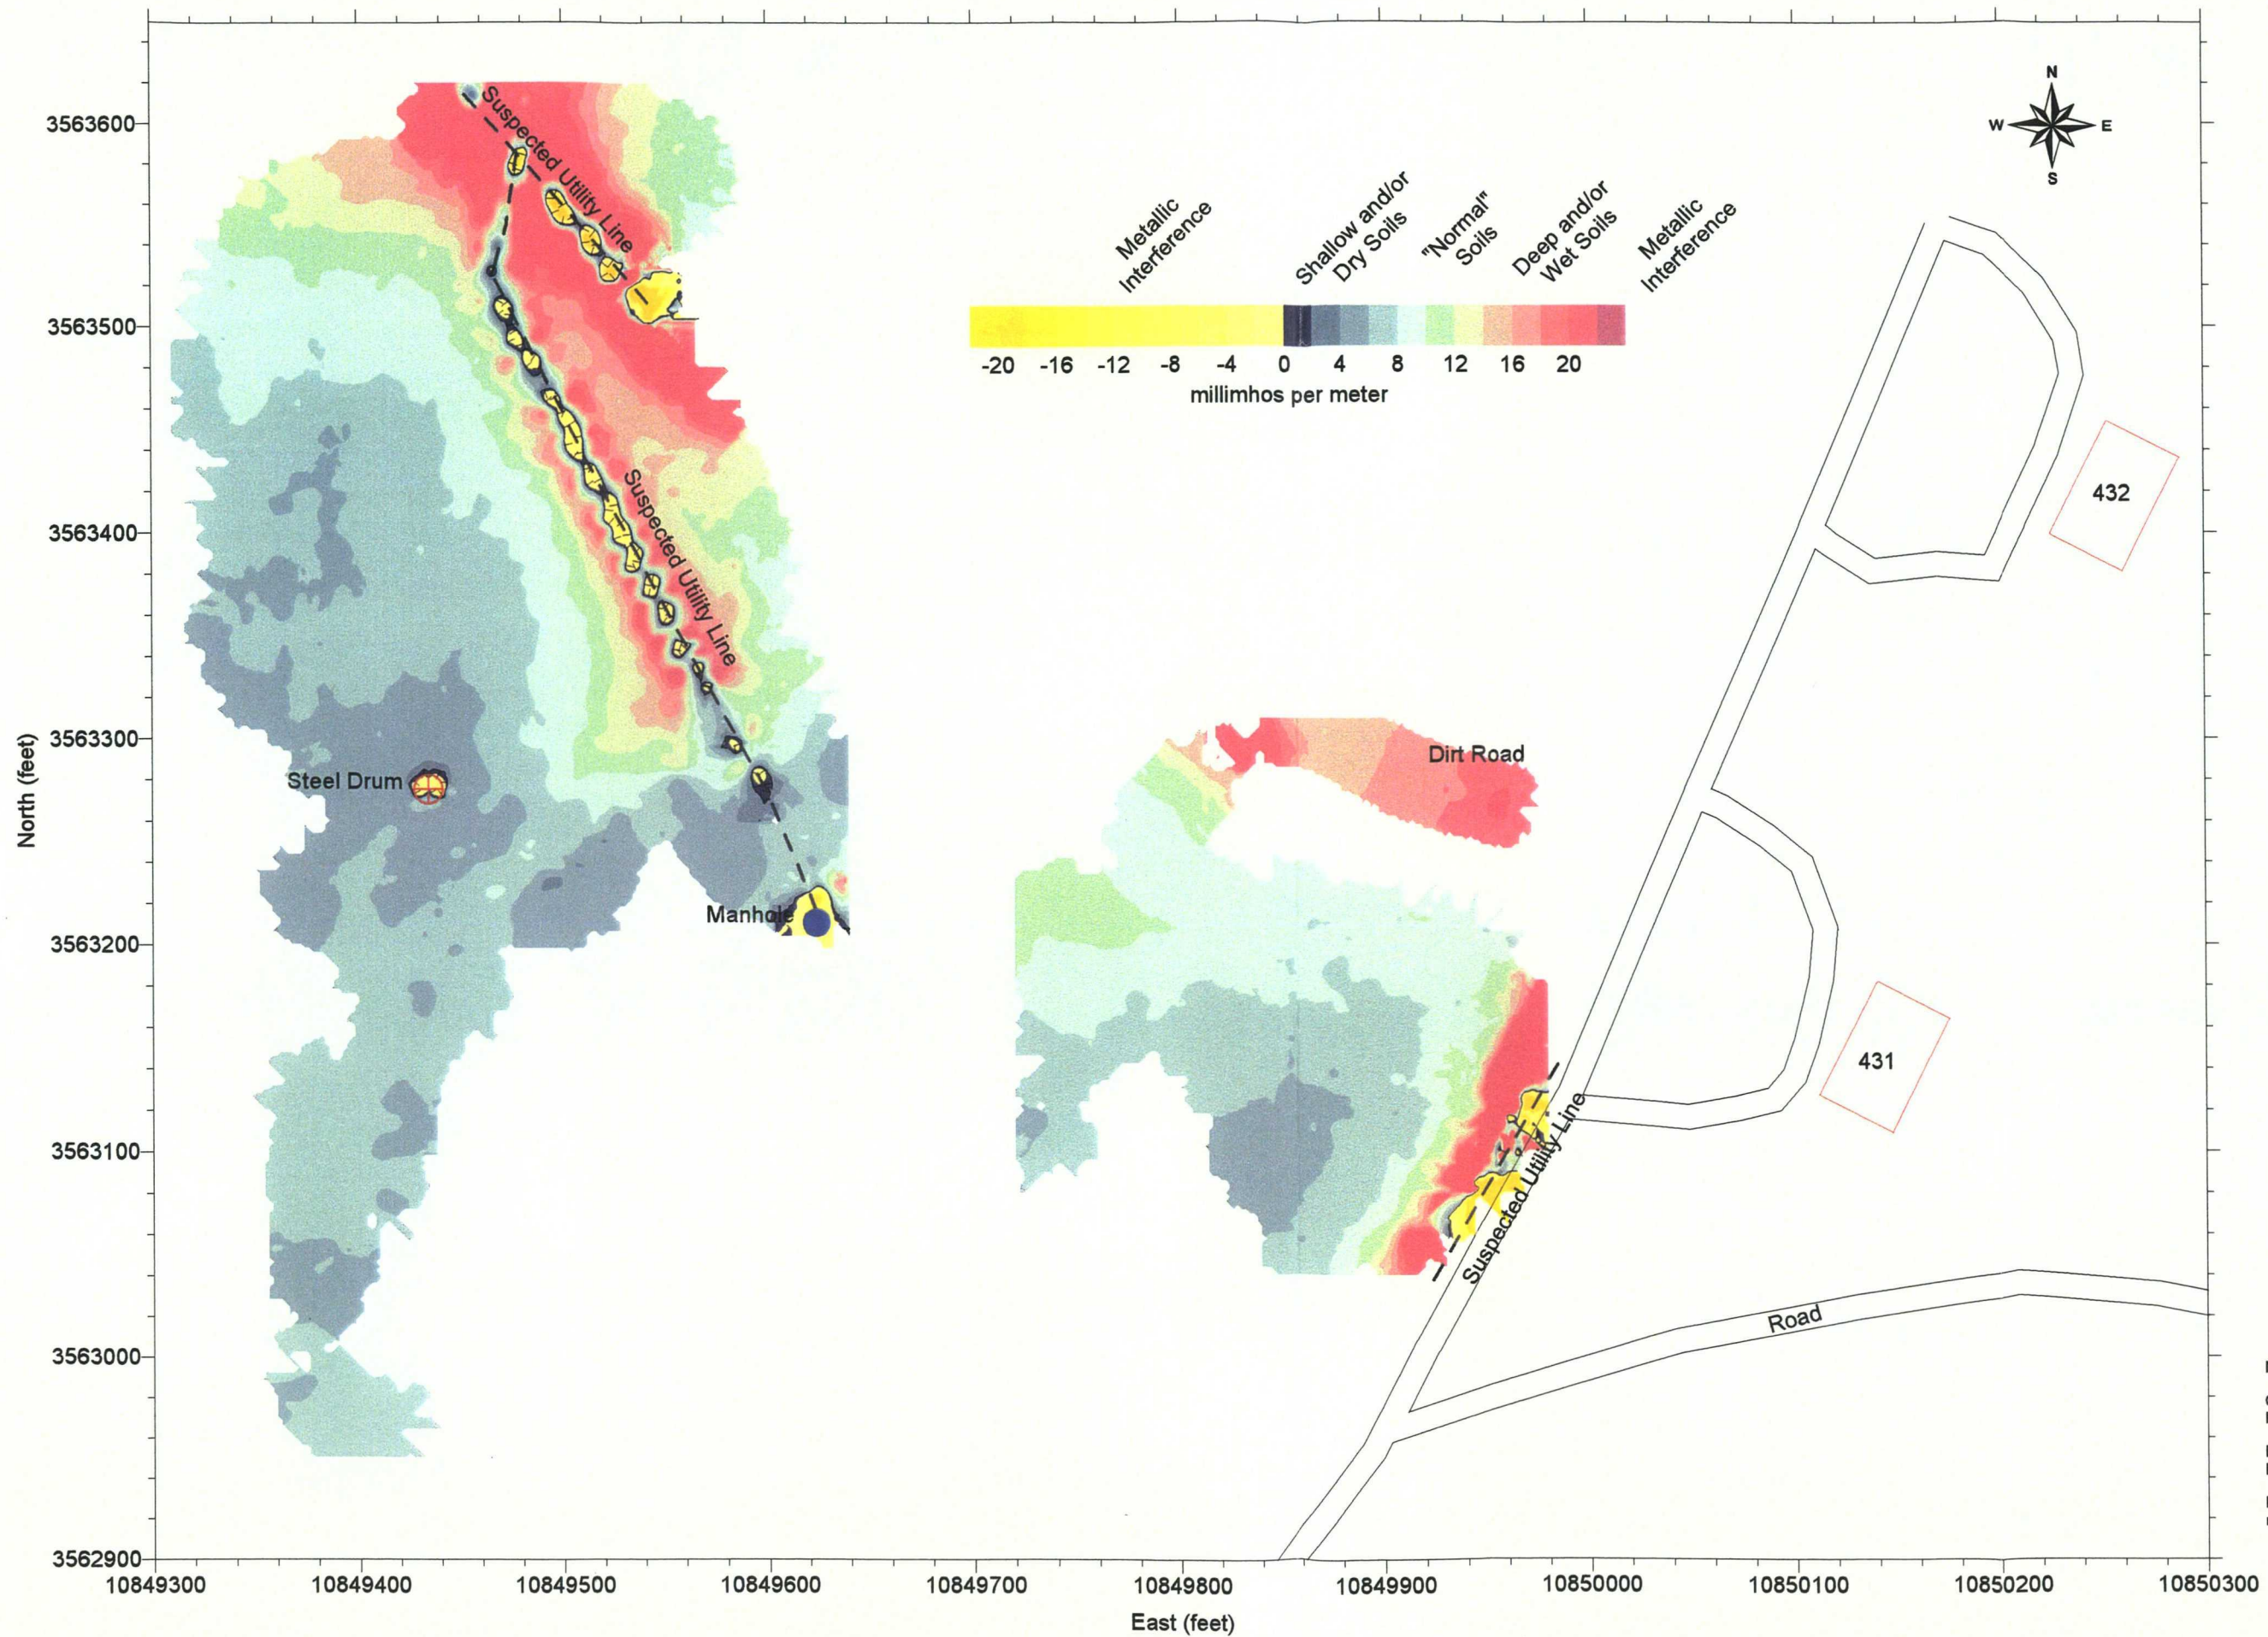 N
W E
S
3563600
3563500
3563400
3563300
3563200
3563100
3563000
3562900
North (feet)
Suspected Utility Line
Suspected Utility Line
Steel Drum
Manhole
Metallic
Interference
Shallow and/or
Dry Soils
"Normal"
Soils
Deep and/or
Wet Soils
Metallic
Interference
-20 -16 -12 -8 -4 0 4 8 12 16 20
millimhos per meter
432
Dirt Road
431
Suspected Utility Line
Road
10849300 10849400 10849500 10849600 10849700 10849800 10849900 10850000 10850100 10850200 10850300
East (feet)